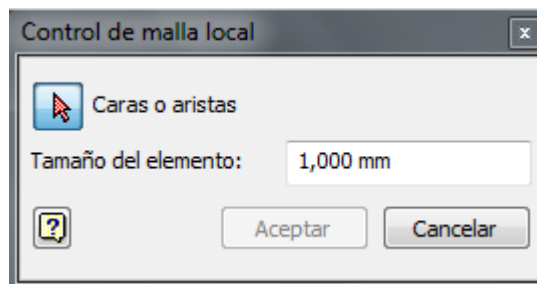 Control de malla local
x
Caras o aristas
Tamaño del elemento: 1,000 mm
? Aceptar Cancelar